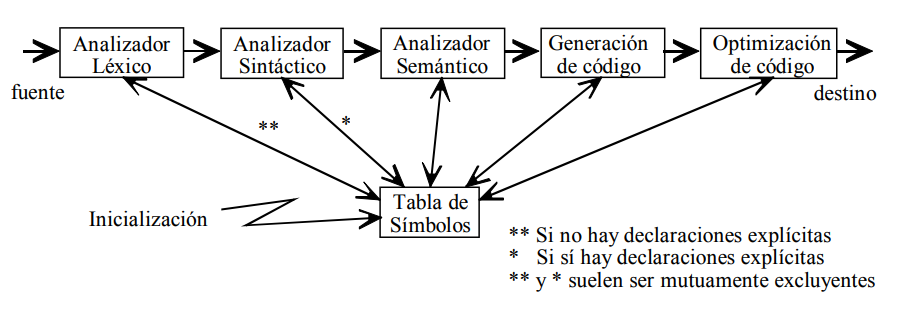 Analizador
Léxico
Analizador
Sintáctico
Analizador
Semántico
Generación
de código
Optimización
de código
fuente
destino
**
*
Tabla de
Símbolos
Inicialización
** Si no hay declaraciones explícitas
* Si sí hay declaraciones explícitas
** y * suelen ser mutuamente excluyentes